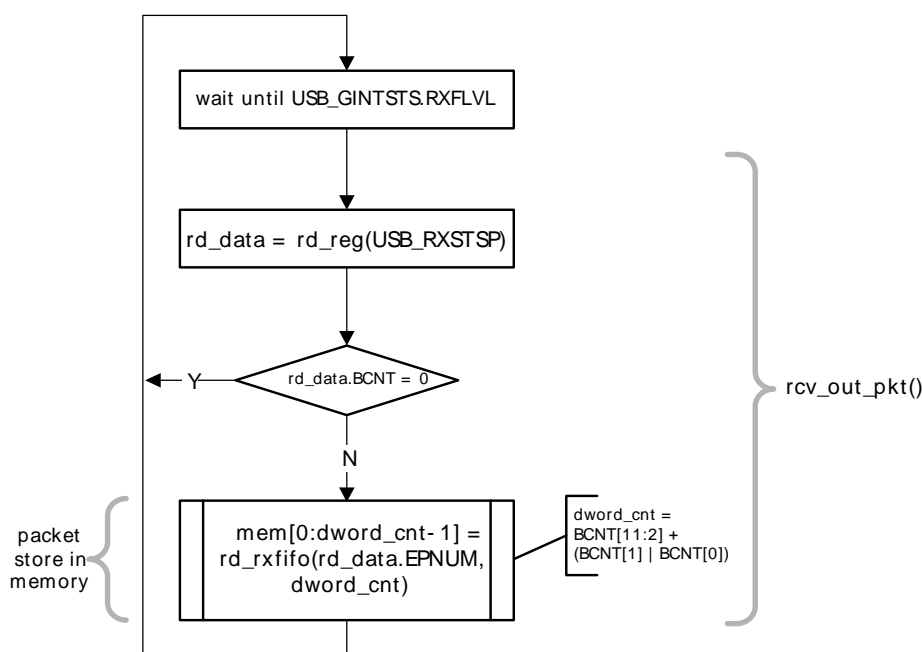 wait until USB_GINTSTS.RXFLVL
rd_data = rd_reg(USB_RXSTSP)
rd_data.BCNT = 0
Y
rcv_out_pkt()
N
packet
store in
memory
mem[0:dword_cnt-1] =
rd_rxfifo(rd_data.EPNUM,
dword_cnt)
dword_cnt =
BCNT[11:2] +
(BCNT[1] | BCNT[0])